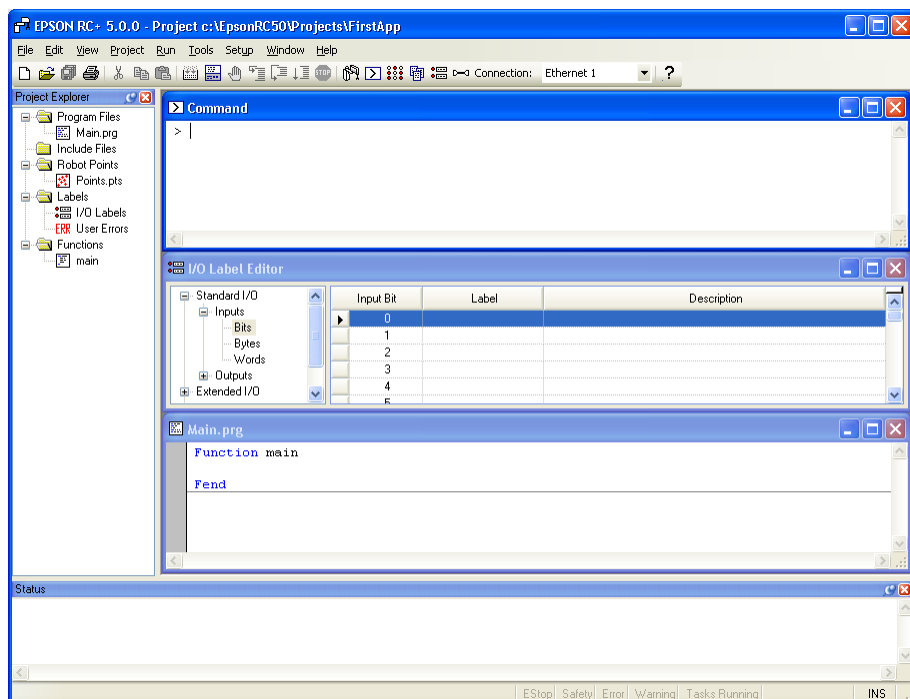 EPSON RC+ 5.0.0 - Project c:\EpsonRC50\Projects\FirstApp
File Edit View Project Run Tools Setup Window Help
STOP Connection: Ethernet 1 ?
Project Explorer
Program Files
Main.prg
Include Files
Robot Points
Points.pts
Labels
I/O Labels
ERR User Errors
Functions
main
Command
>
I/O Label Editor
Standard I/O
Inputs
Bits
Bytes
Words
Outputs
Extended I/O
Input Bit Label Description
0
1
2
3
4
5
Main.prg
Function main
Fend
Status
EStop Safety Error Warning Tasks Running INS